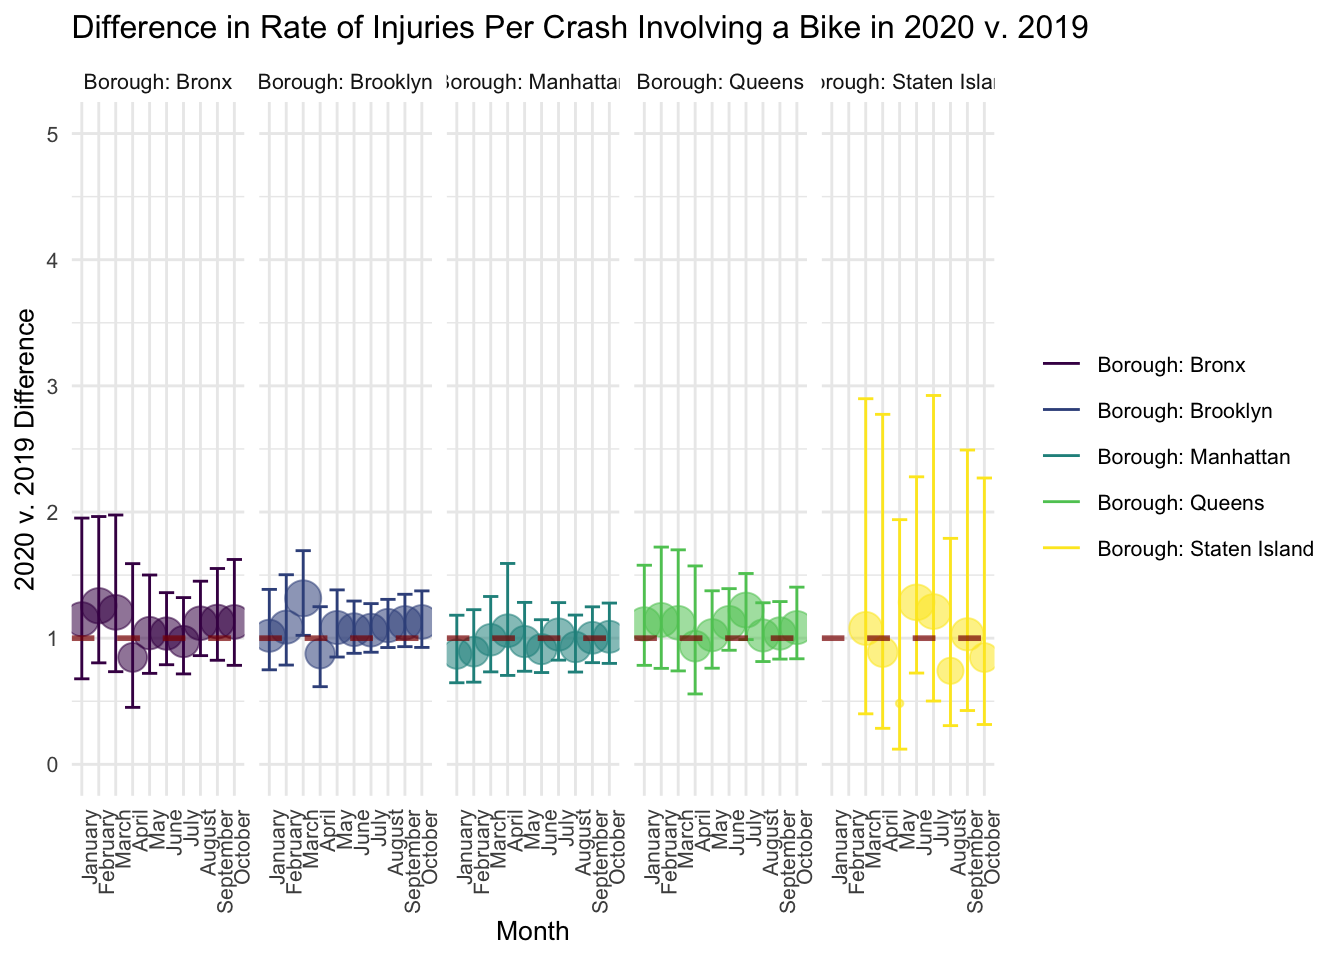 Difference in Rate of Injuries Per Crash Involving a Bike in 2020 v. 2019
Borough: Bronx
Borough: Brooklyn
Borough: Manhattan
Borough: Queens
orough: Staten Islan
5
4
3
2
1
0
2020 v. 2019 Difference
January
February
March
April
May
June
July
August
September
October
January
February
March
April
May
June
July
August
September
October
January
February
March
April
May
June
July
August
September
October
January
February
March
April
May
June
July
August
September
October
January
February
March
April
May
June
July
August
September
October
Month
Borough: Bronx
Borough: Brooklyn
Borough: Manhattan
Borough: Queens
Borough: Staten Island